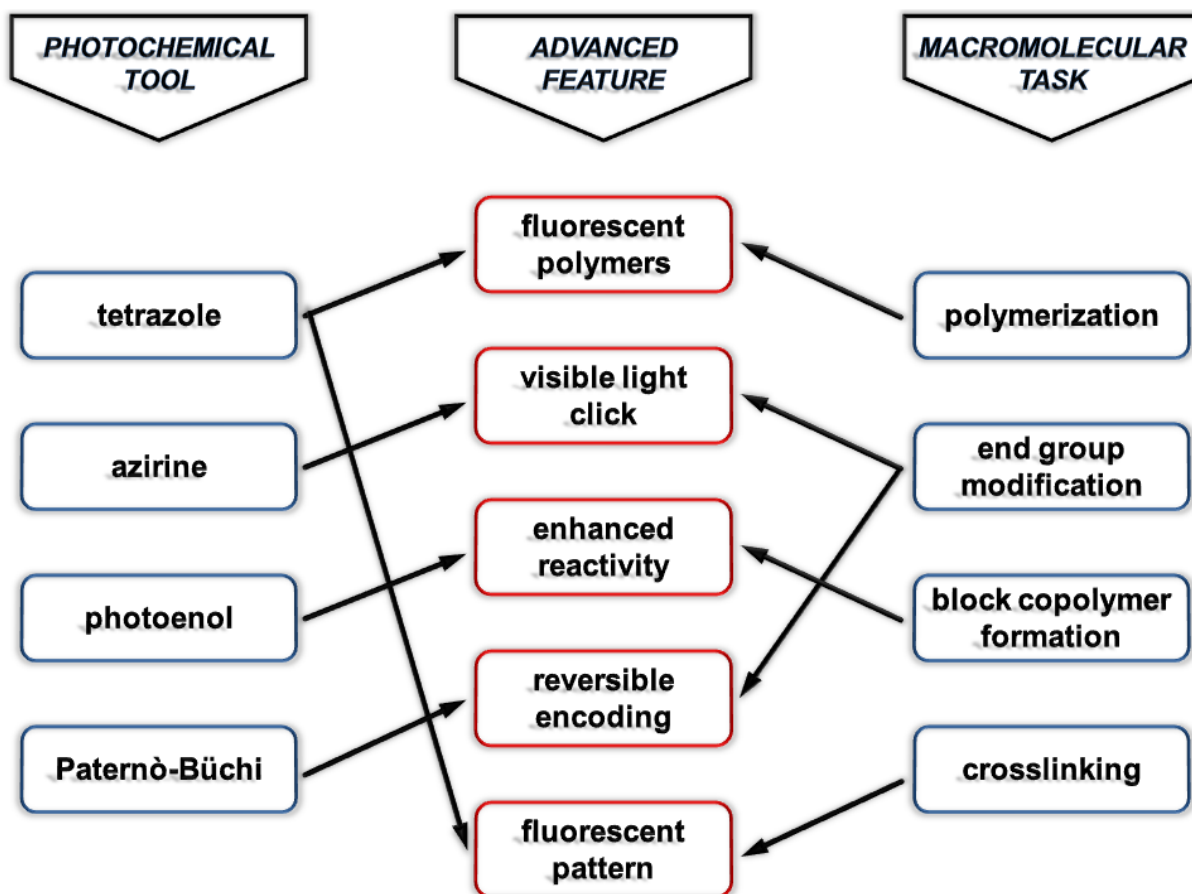 PHOTOCHEMICAL
TOOL
ADVANCED
FEATURE
MACROMOLECULAR
TASK
tetrazole
azirine
photoenol
Paternò-Büchi
fluorescent
polymers
visible light
click
enhanced
reactivity
reversible
encoding
fluorescent
pattern
polymerization
end group
modification
block copolymer
formation
crosslinking